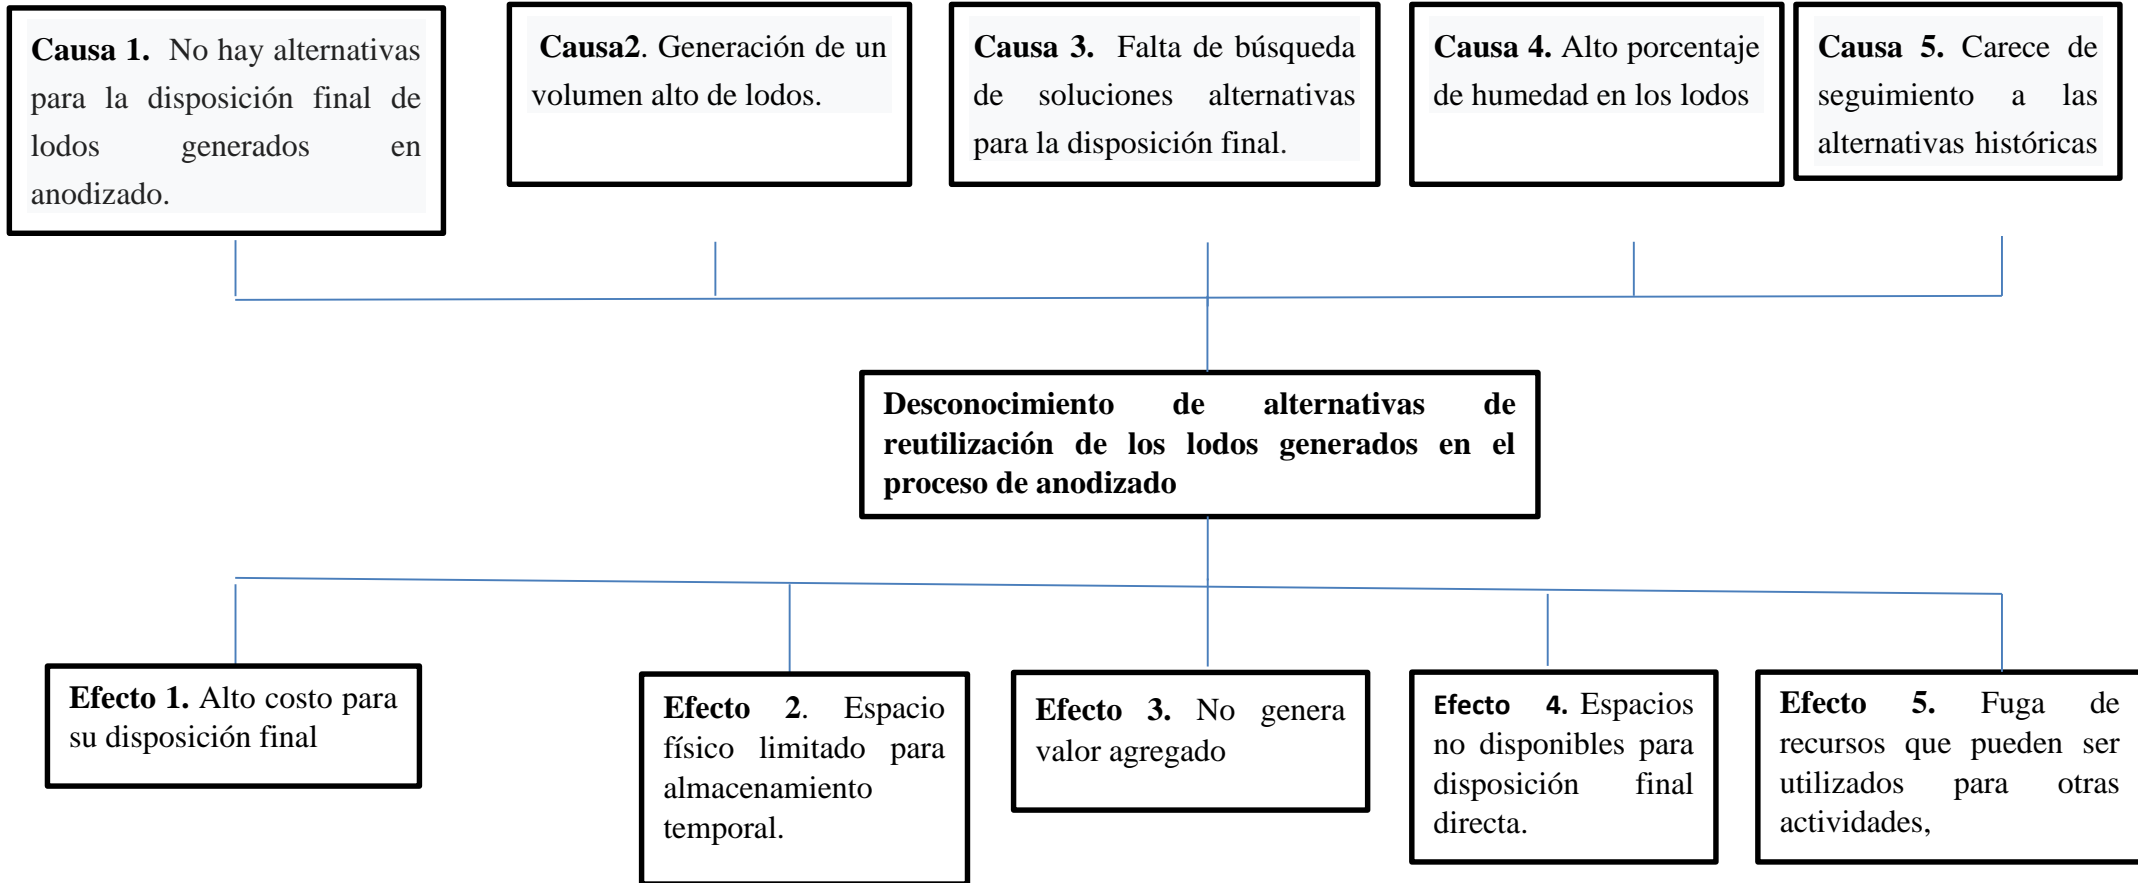 Causa 1. No hay alternativas
para la disposición final de
lodos generados en
anodizado.
Causa2. Generación de un
volumen alto de lodos.
Causa 3. Falta de búsqueda
de soluciones alternativas
para la disposición final.
Causa 4. Alto porcentaje
de humedad en los lodos
Causa 5. Carece de
seguimiento a las
alternativas históricas
Desconocimiento de alternativas de
reutilización de los lodos generados en el
proceso de anodizado
Efecto 1. Alto costo para
su disposición final
Efecto 2. Espacio
físico limitado para
almacenamiento
temporal.
Efecto 3. No genera
valor agregado
Efecto 4. Espacios
no disponibles para
disposición final
directa.
Efecto 5. Fuga de
recursos que pueden ser
utilizados para otras
actividades,